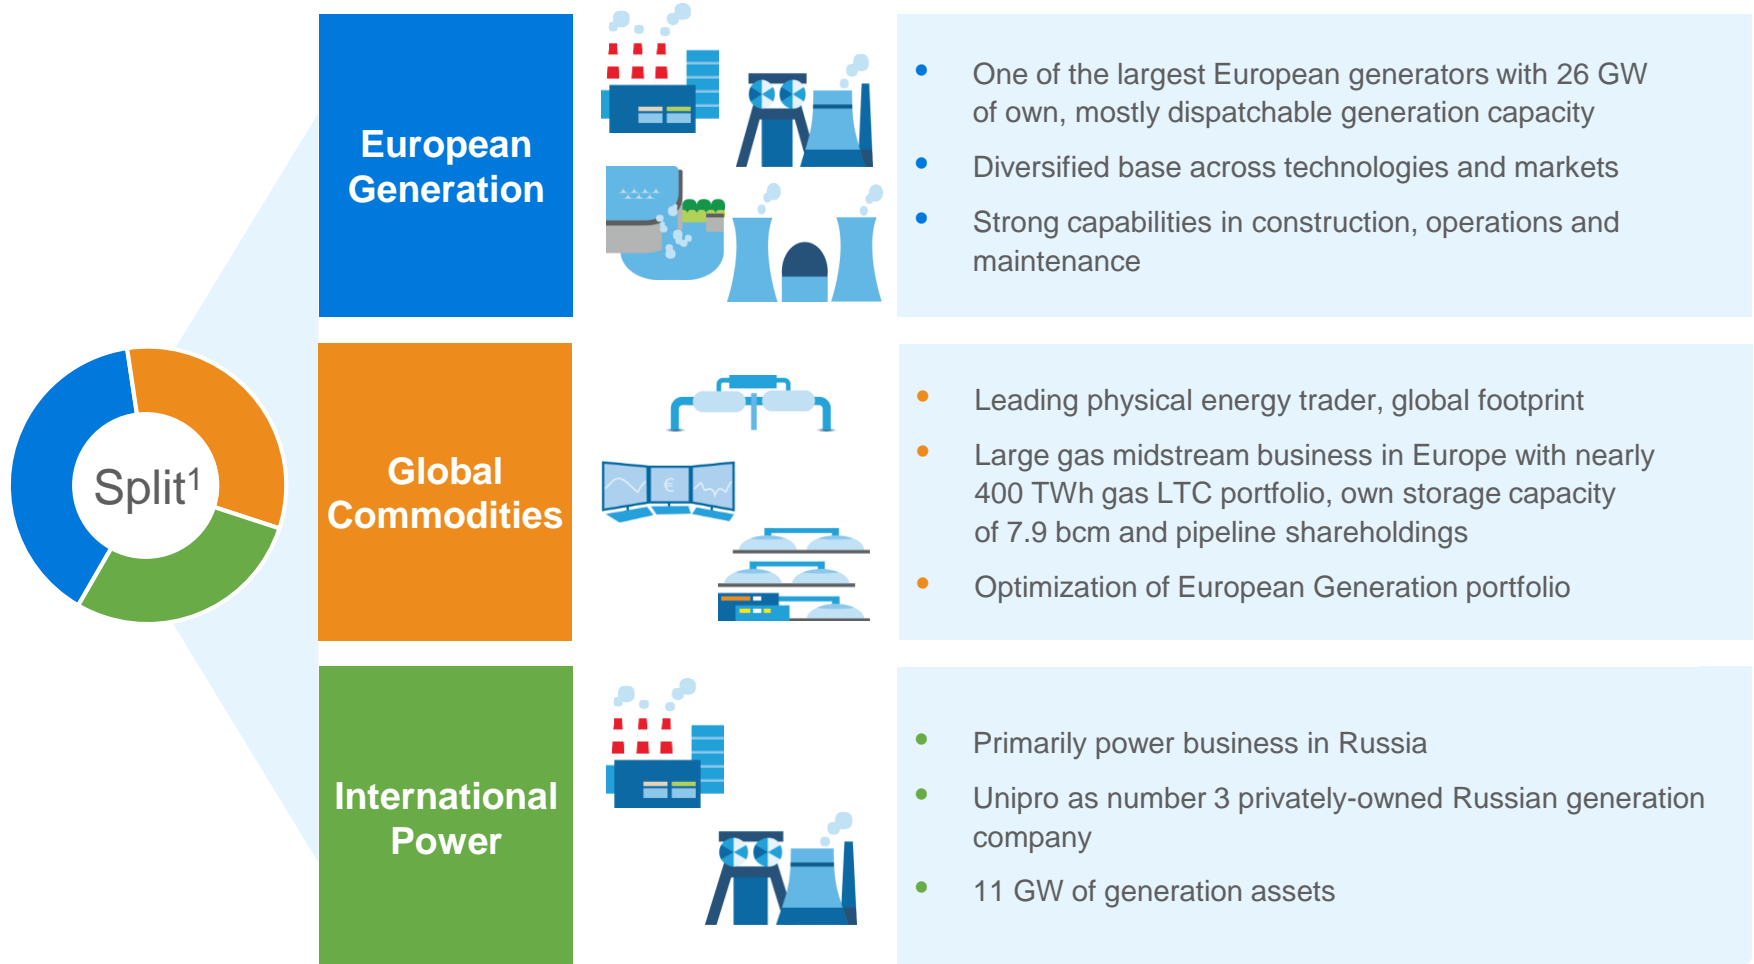 Split¹
European
Generation
• One of the largest European generators with 26 GW
of own, mostly dispatchable generation capacity
• Diversified base across technologies and markets
• Strong capabilities in construction, operations and
maintenance
Global
Commodities
€
• Leading physical energy trader, global footprint
• Large gas midstream business in Europe with nearly
400 TWh gas LTC portfolio, own storage capacity
of 7.9 bcm and pipeline shareholdings
• Optimization of European Generation portfolio
International
Power
• Primarily power business in Russia
• Unipro as number 3 privately-owned Russian generation
company
• 11 GW of generation assets